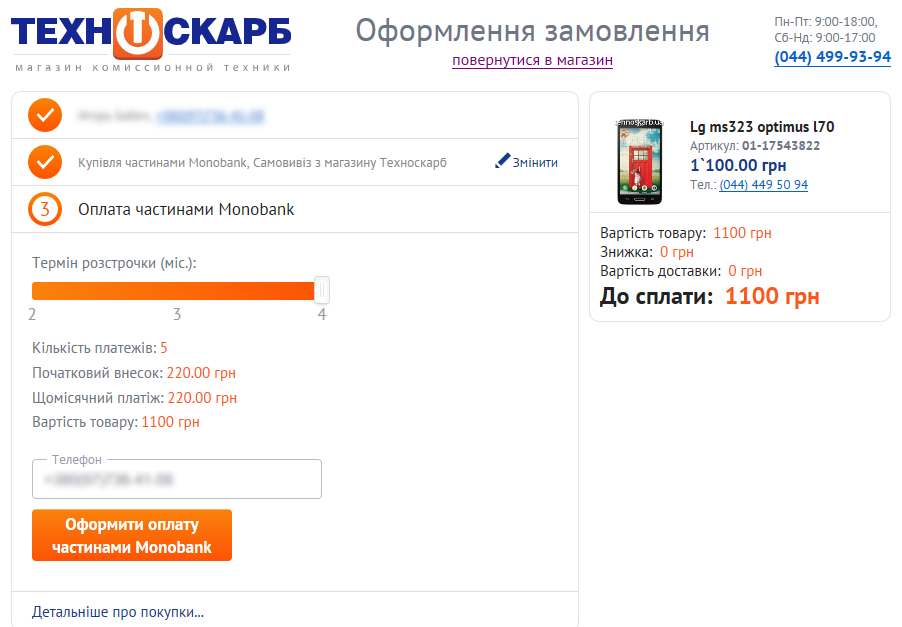 ТЕХНОСКАРБ
магазин комиссионной техники
Оформлення замовлення
повернутися в магазин
Пн-Пт: 9:00-18:00,
Сб-Нд: 9:00-17:00
(044) 499-93-94
Купівля частинами Monobank, Самовивіз з магазину Техноскарб
Змінити
3
Оплата частинами Monobank
Термін розстрочки (міс.):
2 3 4
Кількість платежів: 5
Початковий внесок: 220.00 грн
Щомісячний платіж: 220.00 грн
Вартість товару: 1100 грн
Телефон
Оформити оплату
частинами Monobank
Детальніше про покупки...
Lg ms323 optimus l70
Артикул: 01-17543822
1`100.00 грн
Тел.: (044) 449 50 94
Вартість товару: 1100 грн
Знижка: 0 грн
Вартість доставки: 0 грн
До сплати: 1100 грн